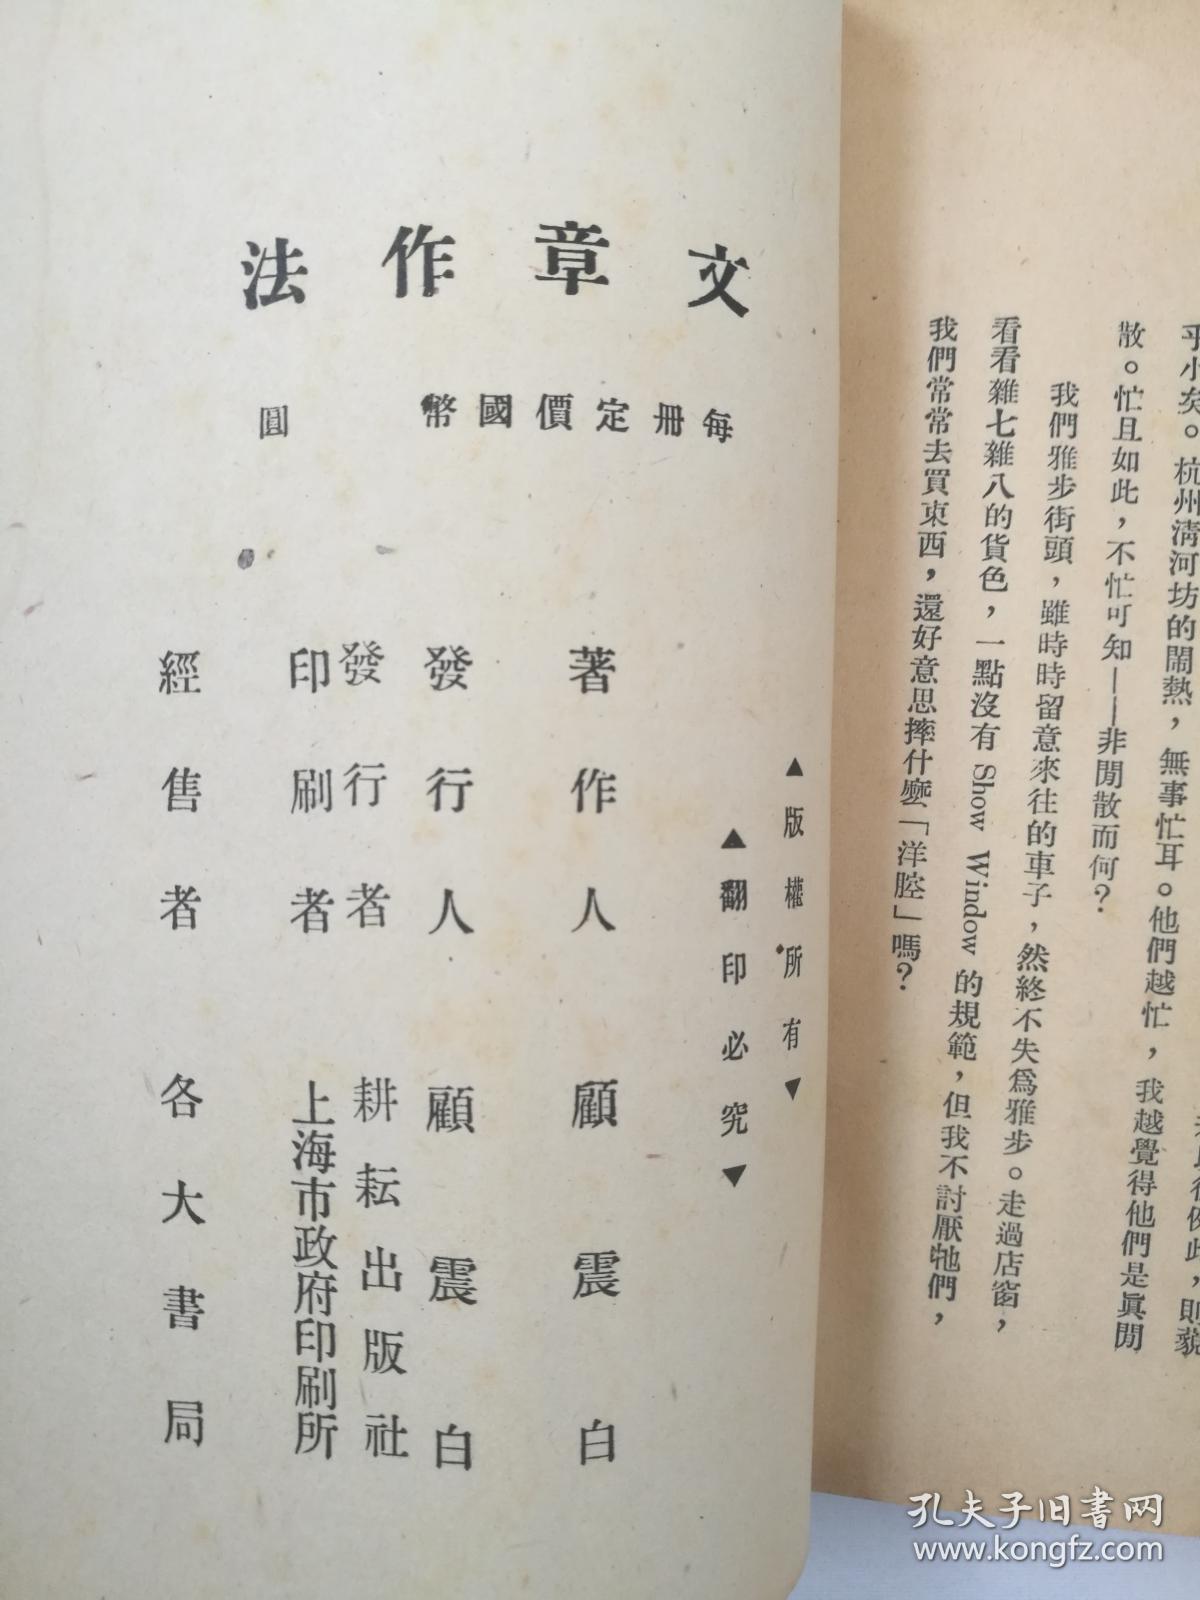 乎小矣。杭州淸河坊的閙熱，無事忙耳。他們越忙，我越覺得他們是眞閒
散。忙且如此，不忙可知——非閒散而何？
我們雅步街頭，雖時時留意來往的車子，然終不失爲雅步。走過店窗，
看看雜七雜八的貨色，一點沒有 Show Window 的規範，但我不討厭牠們，
我們常常去買東西，還好意思摔什麽「洋腔」嗎？
文章作法
每册定價國幣　圓
▲版權所有▼
▲翻印必究▼
著作人　顧震白
發行人　顧震白
發行者　耕耘出版社
印刷者　上海市政府印刷所
經售者　各大書局
孔夫子旧书网
www.kongfz.com